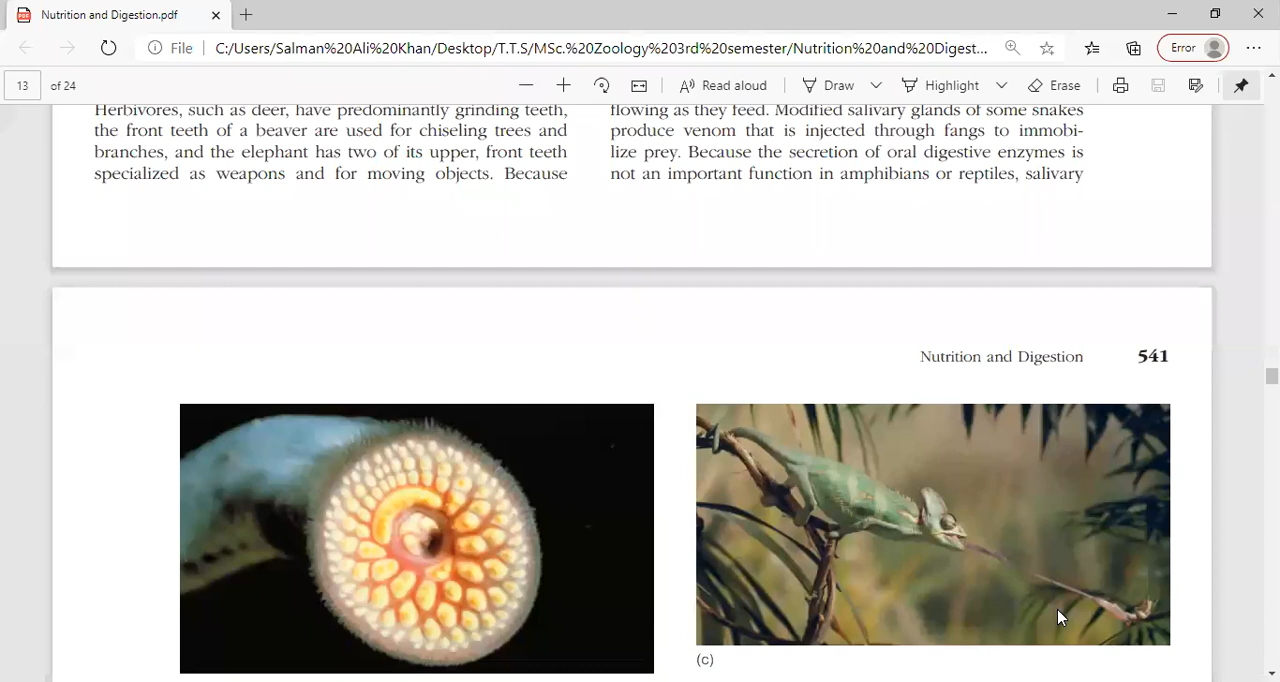 Nutrition and Digestion.pdf
File
C:/Users/Salman%20Ali%20Khan/Desktop/T.T.S/MSc.%20Zoology%203rd%20semester/Nutrition%20and%20Digest...
Error
13 of 24
Read aloud
Draw
Highlight
Erase
Herbivores, such as deer, have predominantly grinding teeth,
the front teeth of a beaver are used for chiseling trees and
branches, and the elephant has two of its upper, front teeth
specialized as weapons and for moving objects. Because
flowing as they feed. Modified salivary glands of some snakes
produce venom that is injected through fangs to immobi-
lize prey. Because the secretion of oral digestive enzymes is
not an important function in amphibians or reptiles, salivary
Nutrition and Digestion 541
(c)